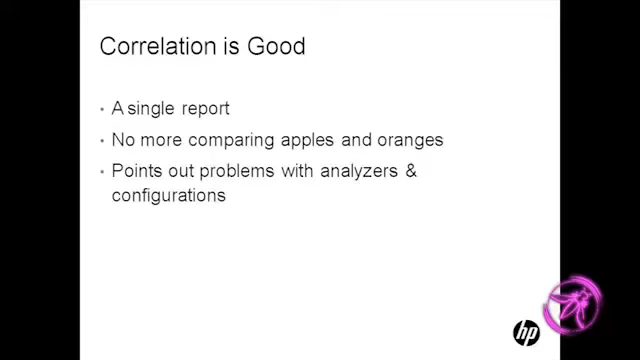 Correlation is Good
• A single report
• No more comparing apples and oranges
• Points out problems with analyzers &
configurations
hp